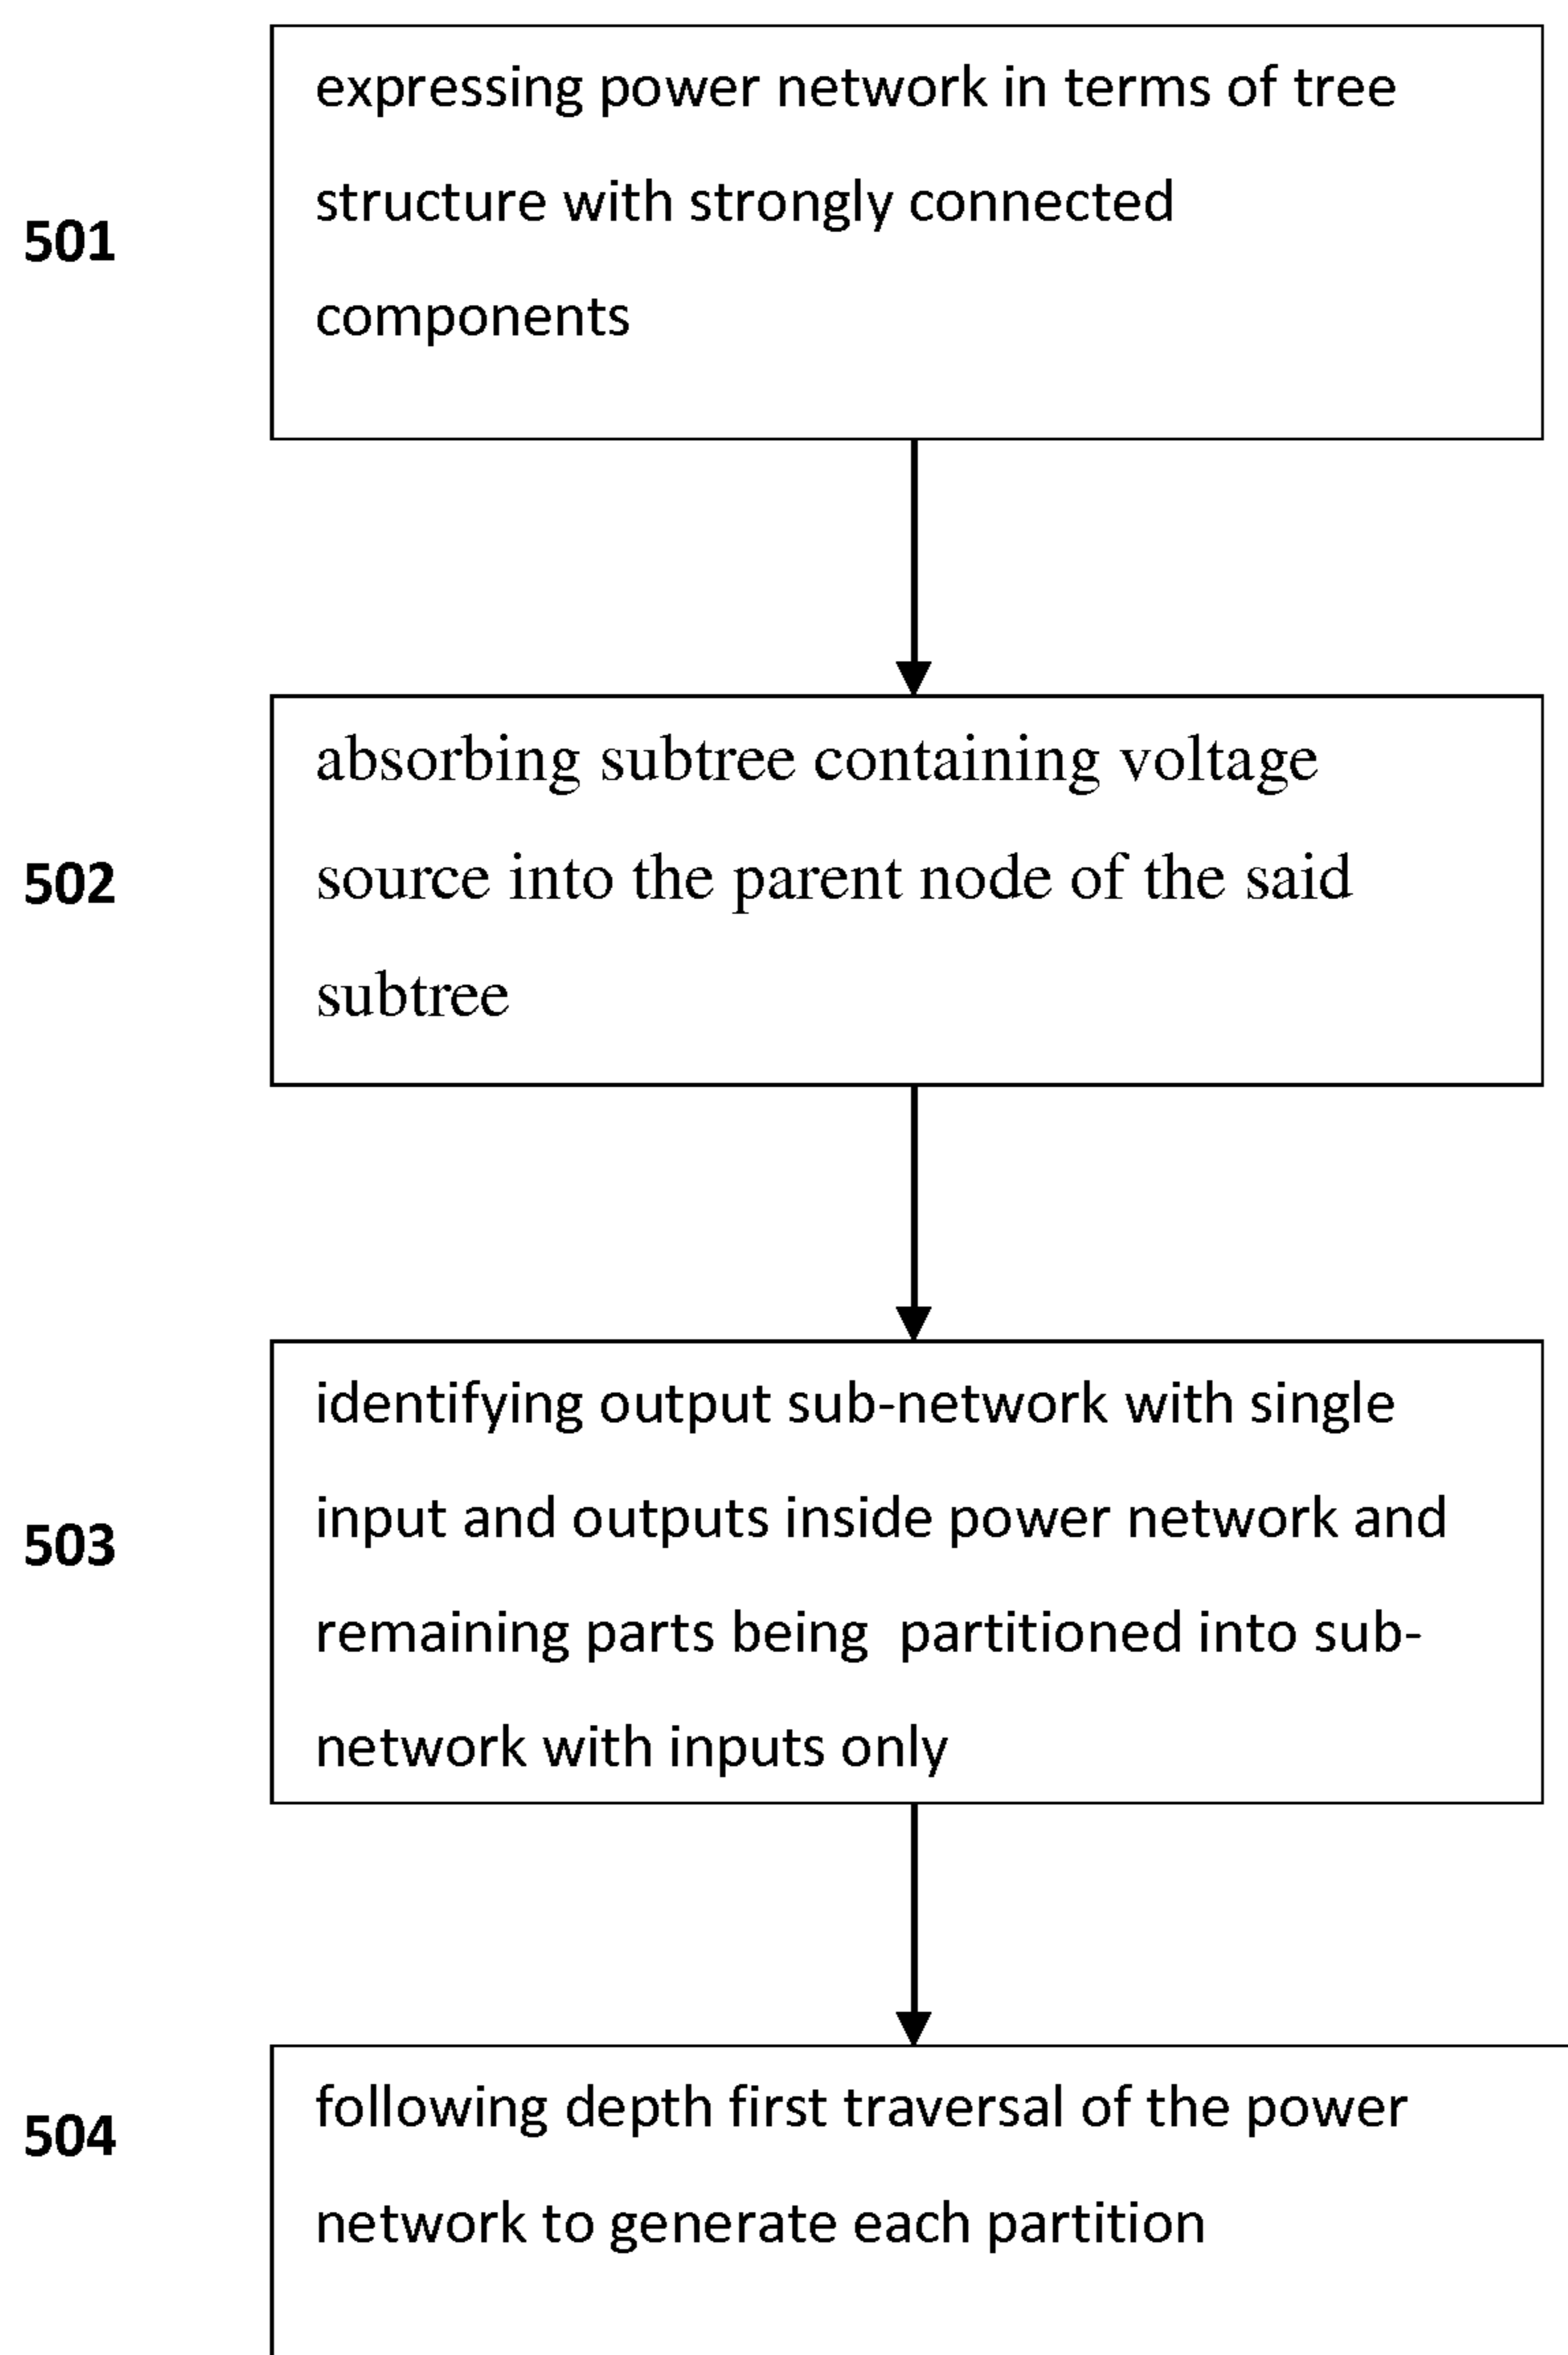 expressing power network in terms of tree
structure with strongly connected
501
components
absorbing subtree containing voltage
502
source into the parent node of the said
subtree
identifying output sub-network with single
input and outputs inside power network and
503
remaining parts being partitioned into sub-
network with inputs only
following depth first traversal of the power
504
network to generate each partition